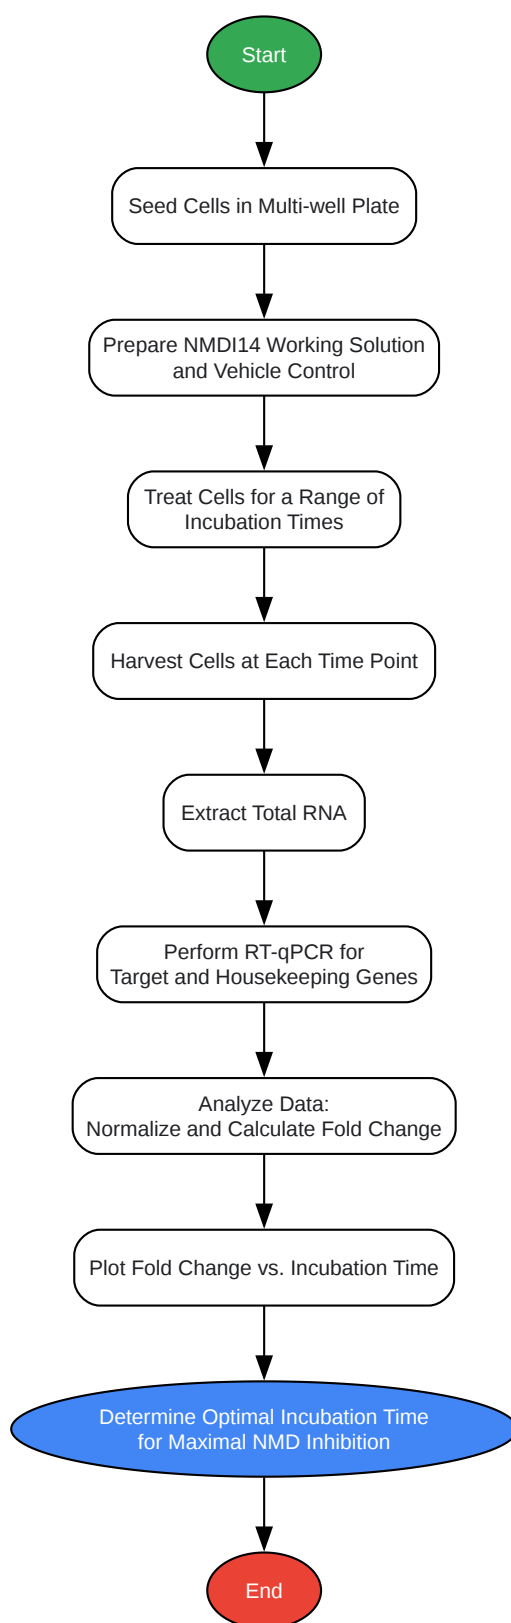 Start
Seed Cells in Multi-well Plate
Prepare NMDI14 Working Solution
and Vehicle Control
Treat Cells for a Range of
Incubation Times
Harvest Cells at Each Time Point
Extract Total RNA
Perform RT-qPCR for
Target and Housekeeping Genes
Analyze Data:
Normalize and Calculate Fold Change
Plot Fold Change vs. Incubation Time
Determine Optimal Incubation Time
for Maximal NMD Inhibition
End